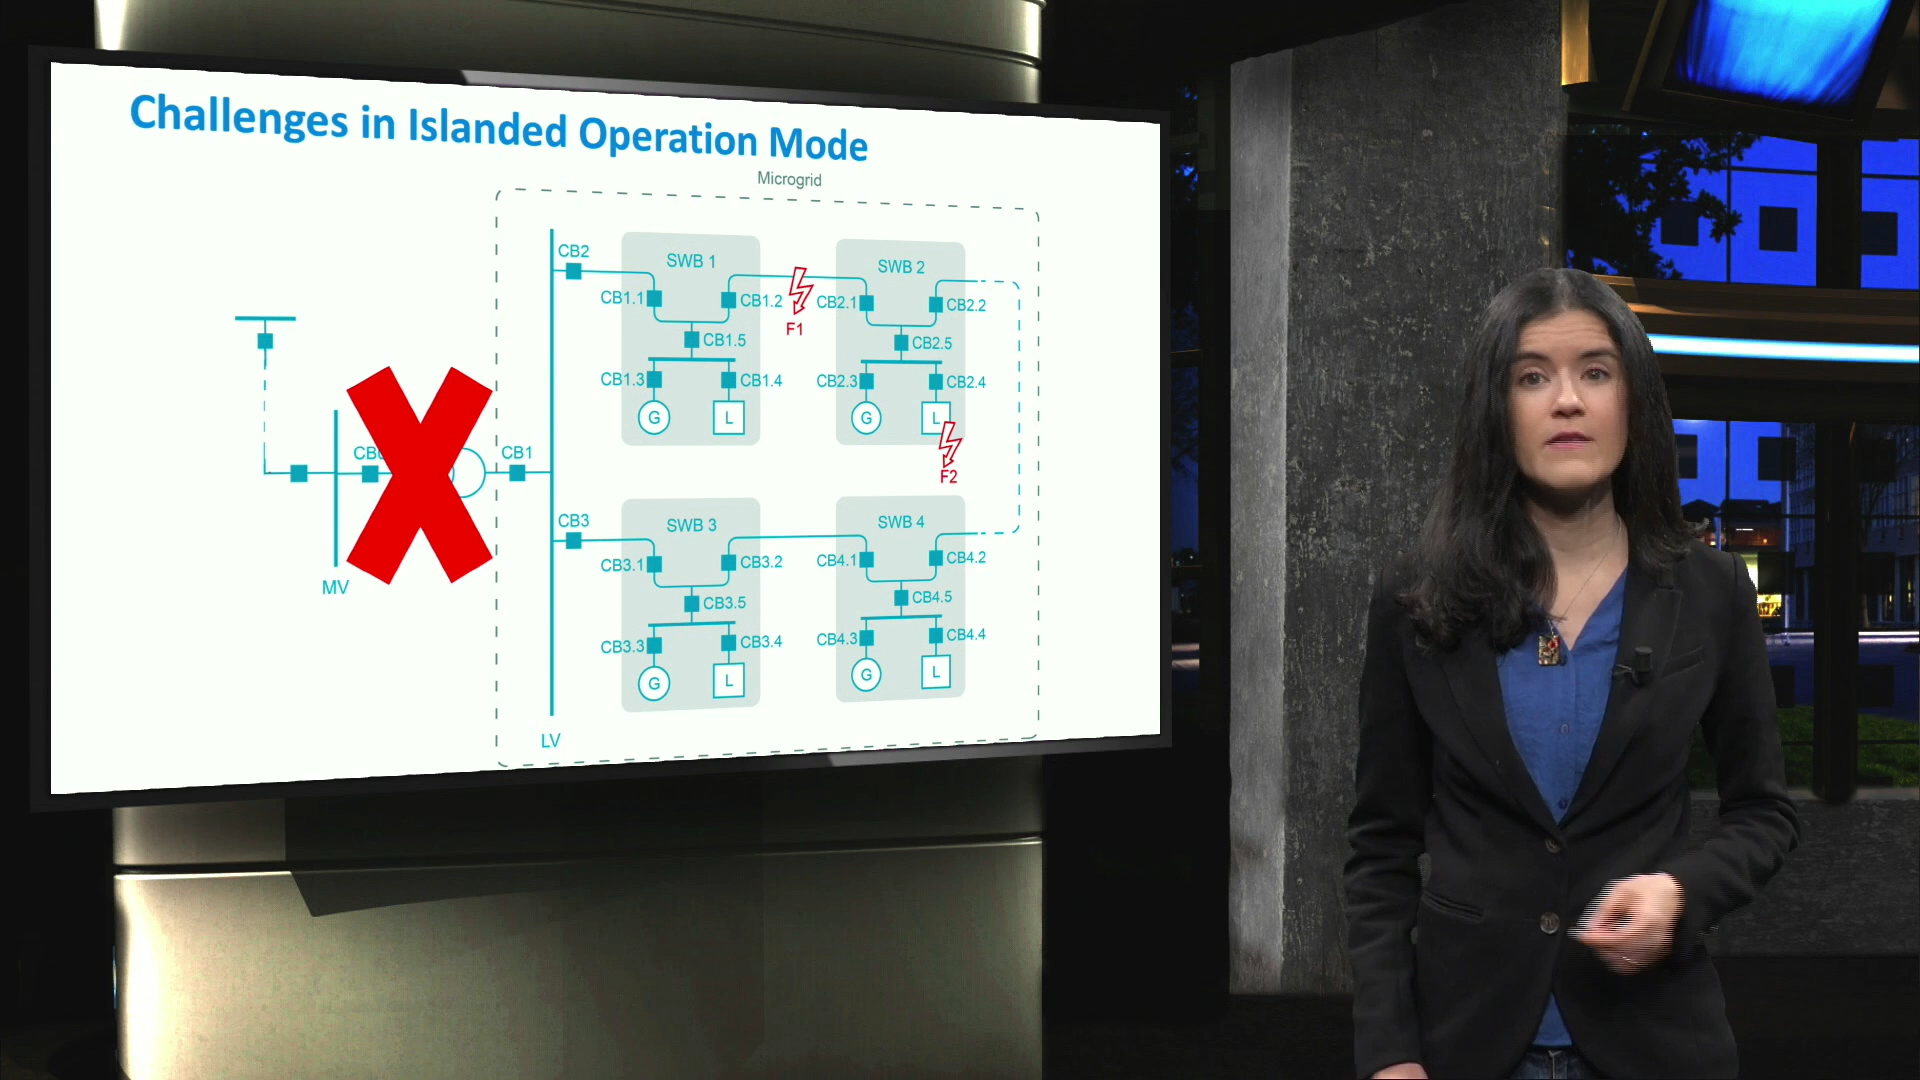 Challenges in Islanded Operation Mode
Microgrid
CB2
SWB 1
SWB 2
CB1.1
CB1.2
CB2.1
CB2.2
F1
CB1.5
CB2.5
CB1.3
CB1.4
CB2.3
CB2.4
G
L
G
L
F2
CB1
MV
CB3
SWB 3
SWB 4
CB3.1
CB3.2
CB4.1
CB4.2
CB3.5
CB4.5
CB3.3
CB3.4
CB4.3
CB4.4
G
L
G
L
LV